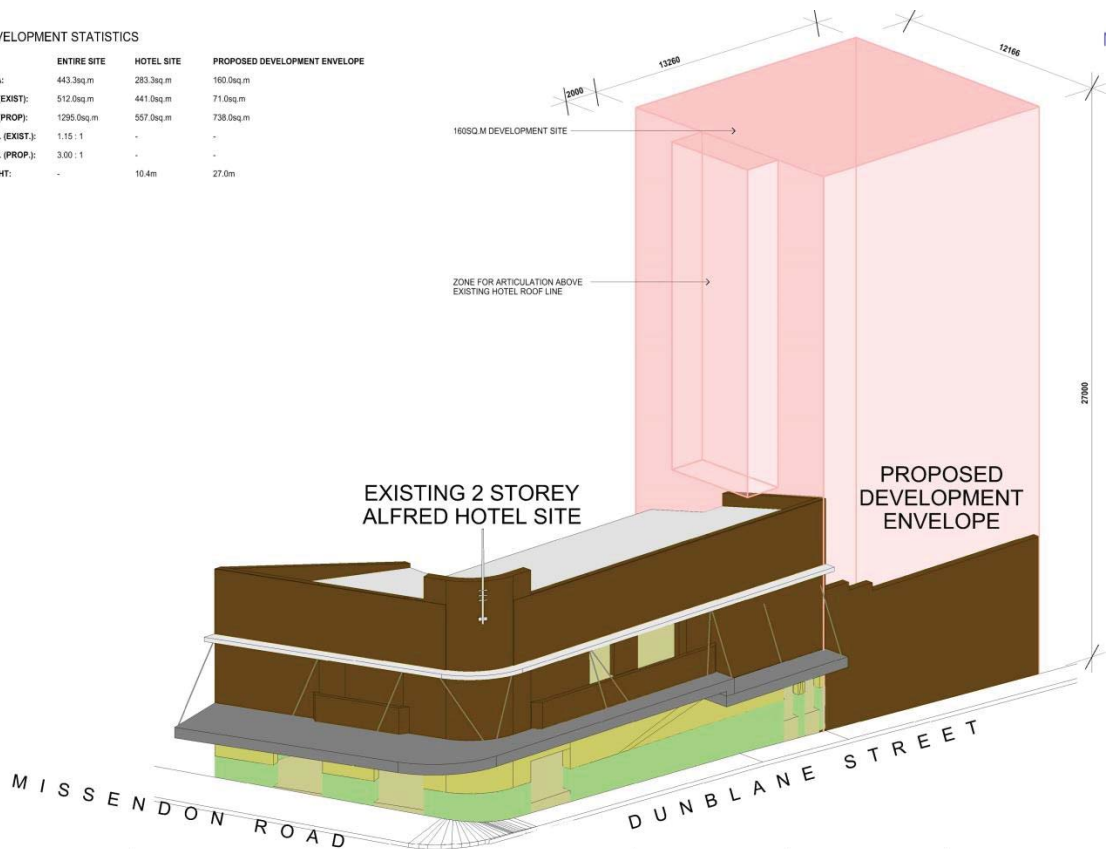 VELOPMENT STATISTICS
ENTIRE SITE HOTEL SITE PROPOSED DEVELOPMENT ENVELOPE
A: 443.3sq.m 283.3sq.m 160.0sq.m
(EXIST): 512.0sq.m 441.0sq.m 71.0sq.m
(PROP): 1295.0sq.m 557.0sq.m 738.0sq.m
. (EXIST.): 1.15 : 1 - -
. (PROP.): 3.00 : 1 - -
HT: - 10.4m 27.0m
2000
13260
12166
160SQ.M DEVELOPMENT SITE
ZONE FOR ARTICULATION ABOVE
EXISTING HOTEL ROOF LINE
27000
PROPOSED
DEVELOPMENT
ENVELOPE
EXISTING 2 STOREY
ALFRED HOTEL SITE
MISSENDON ROAD
DUNBLANE STREET